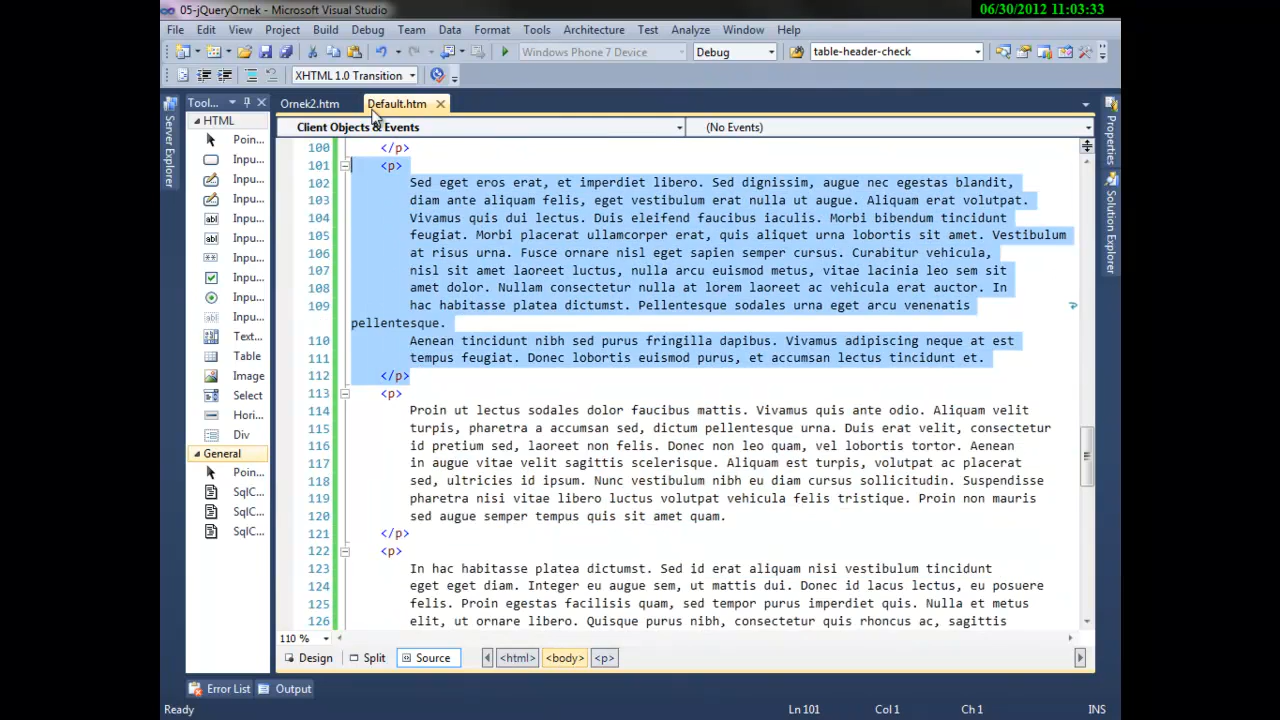 05-jQueryOrnek - Microsoft Visual Studio
06/30/2012 11:03:33
File Edit View Project Build Debug Team Data Format Tools Architecture Test Analyze Window Help
Windows Phone 7 Device Debug table-header-check
XHTML 1.0 Transition
Server Explorer
Tool...
Ornek2.htm Default.htm
Properties
Solution Explorer
HTML
Client Objects & Events (No Events)
Poin...
Inpu...
Inpu...
Inpu...
Inpu...
Inpu...
Inpu...
Inpu...
Inpu...
Inpu...
Text...
Table
Image
Select
Hori...
Div
General
Poin...
SqlC...
SqlC...
SqlC...
100 </p>
101 <p>
102 Sed eget eros erat, et imperdiet libero. Sed dignissim, augue nec egestas blandit,
103 diam ante aliquam felis, eget vestibulum erat nulla ut augue. Aliquam erat volutpat.
104 Vivamus quis dui lectus. Duis eleifend faucibus iaculis. Morbi bibendum tincidunt
105 feugiat. Morbi placerat ullamcorper erat, quis aliquet urna lobortis sit amet. Vestibulum
106 at risus urna. Fusce ornare nisl eget sapien semper cursus. Curabitur vehicula,
107 nisl sit amet laoreet luctus, nulla arcu euismod metus, vitae lacinia leo sem sit
108 amet dolor. Nullam consectetur nulla at lorem laoreet ac vehicula erat auctor. In
109 hac habitasse platea dictumst. Pellentesque sodales urna eget arcu venenatis
pellentesque.
110 Aenean tincidunt nibh sed purus fringilla dapibus. Vivamus adipiscing neque at est
111 tempus feugiat. Donec lobortis euismod purus, et accumsan lectus tincidunt et.
112 </p>
113 <p>
114 Proin ut lectus sodales dolor faucibus mattis. Vivamus quis ante odio. Aliquam velit
115 turpis, pharetra a accumsan sed, dictum pellentesque urna. Duis erat velit, consectetur
116 id pretium sed, laoreet non felis. Donec non leo quam, vel lobortis tortor. Aenean
117 in augue vitae velit sagittis scelerisque. Aliquam est turpis, volutpat ac placerat
118 sed, ultricies id ipsum. Nunc vestibulum nibh eu diam cursus sollicitudin. Suspendisse
119 pharetra nisi vitae libero luctus volutpat vehicula felis tristique. Proin non mauris
120 sed augue semper tempus quis sit amet quam.
121 </p>
122 <p>
123 In hac habitasse platea dictumst. Sed id erat aliquam nisi vestibulum tincidunt
124 eget eget diam. Integer eu augue sem, ut mattis dui. Donec id lacus lectus, eu posuere
125 felis. Proin egestas facilisis quam, sed tempor purus imperdiet quis. Nulla et metus
126 elit, ut ornare libero. Quisque purus nibh, consectetur quis rhoncus ac, sagittis
110 %
Design Split Source <html> <body> <p>
Error List Output
Ready Ln 101 Col 1 Ch 1 INS